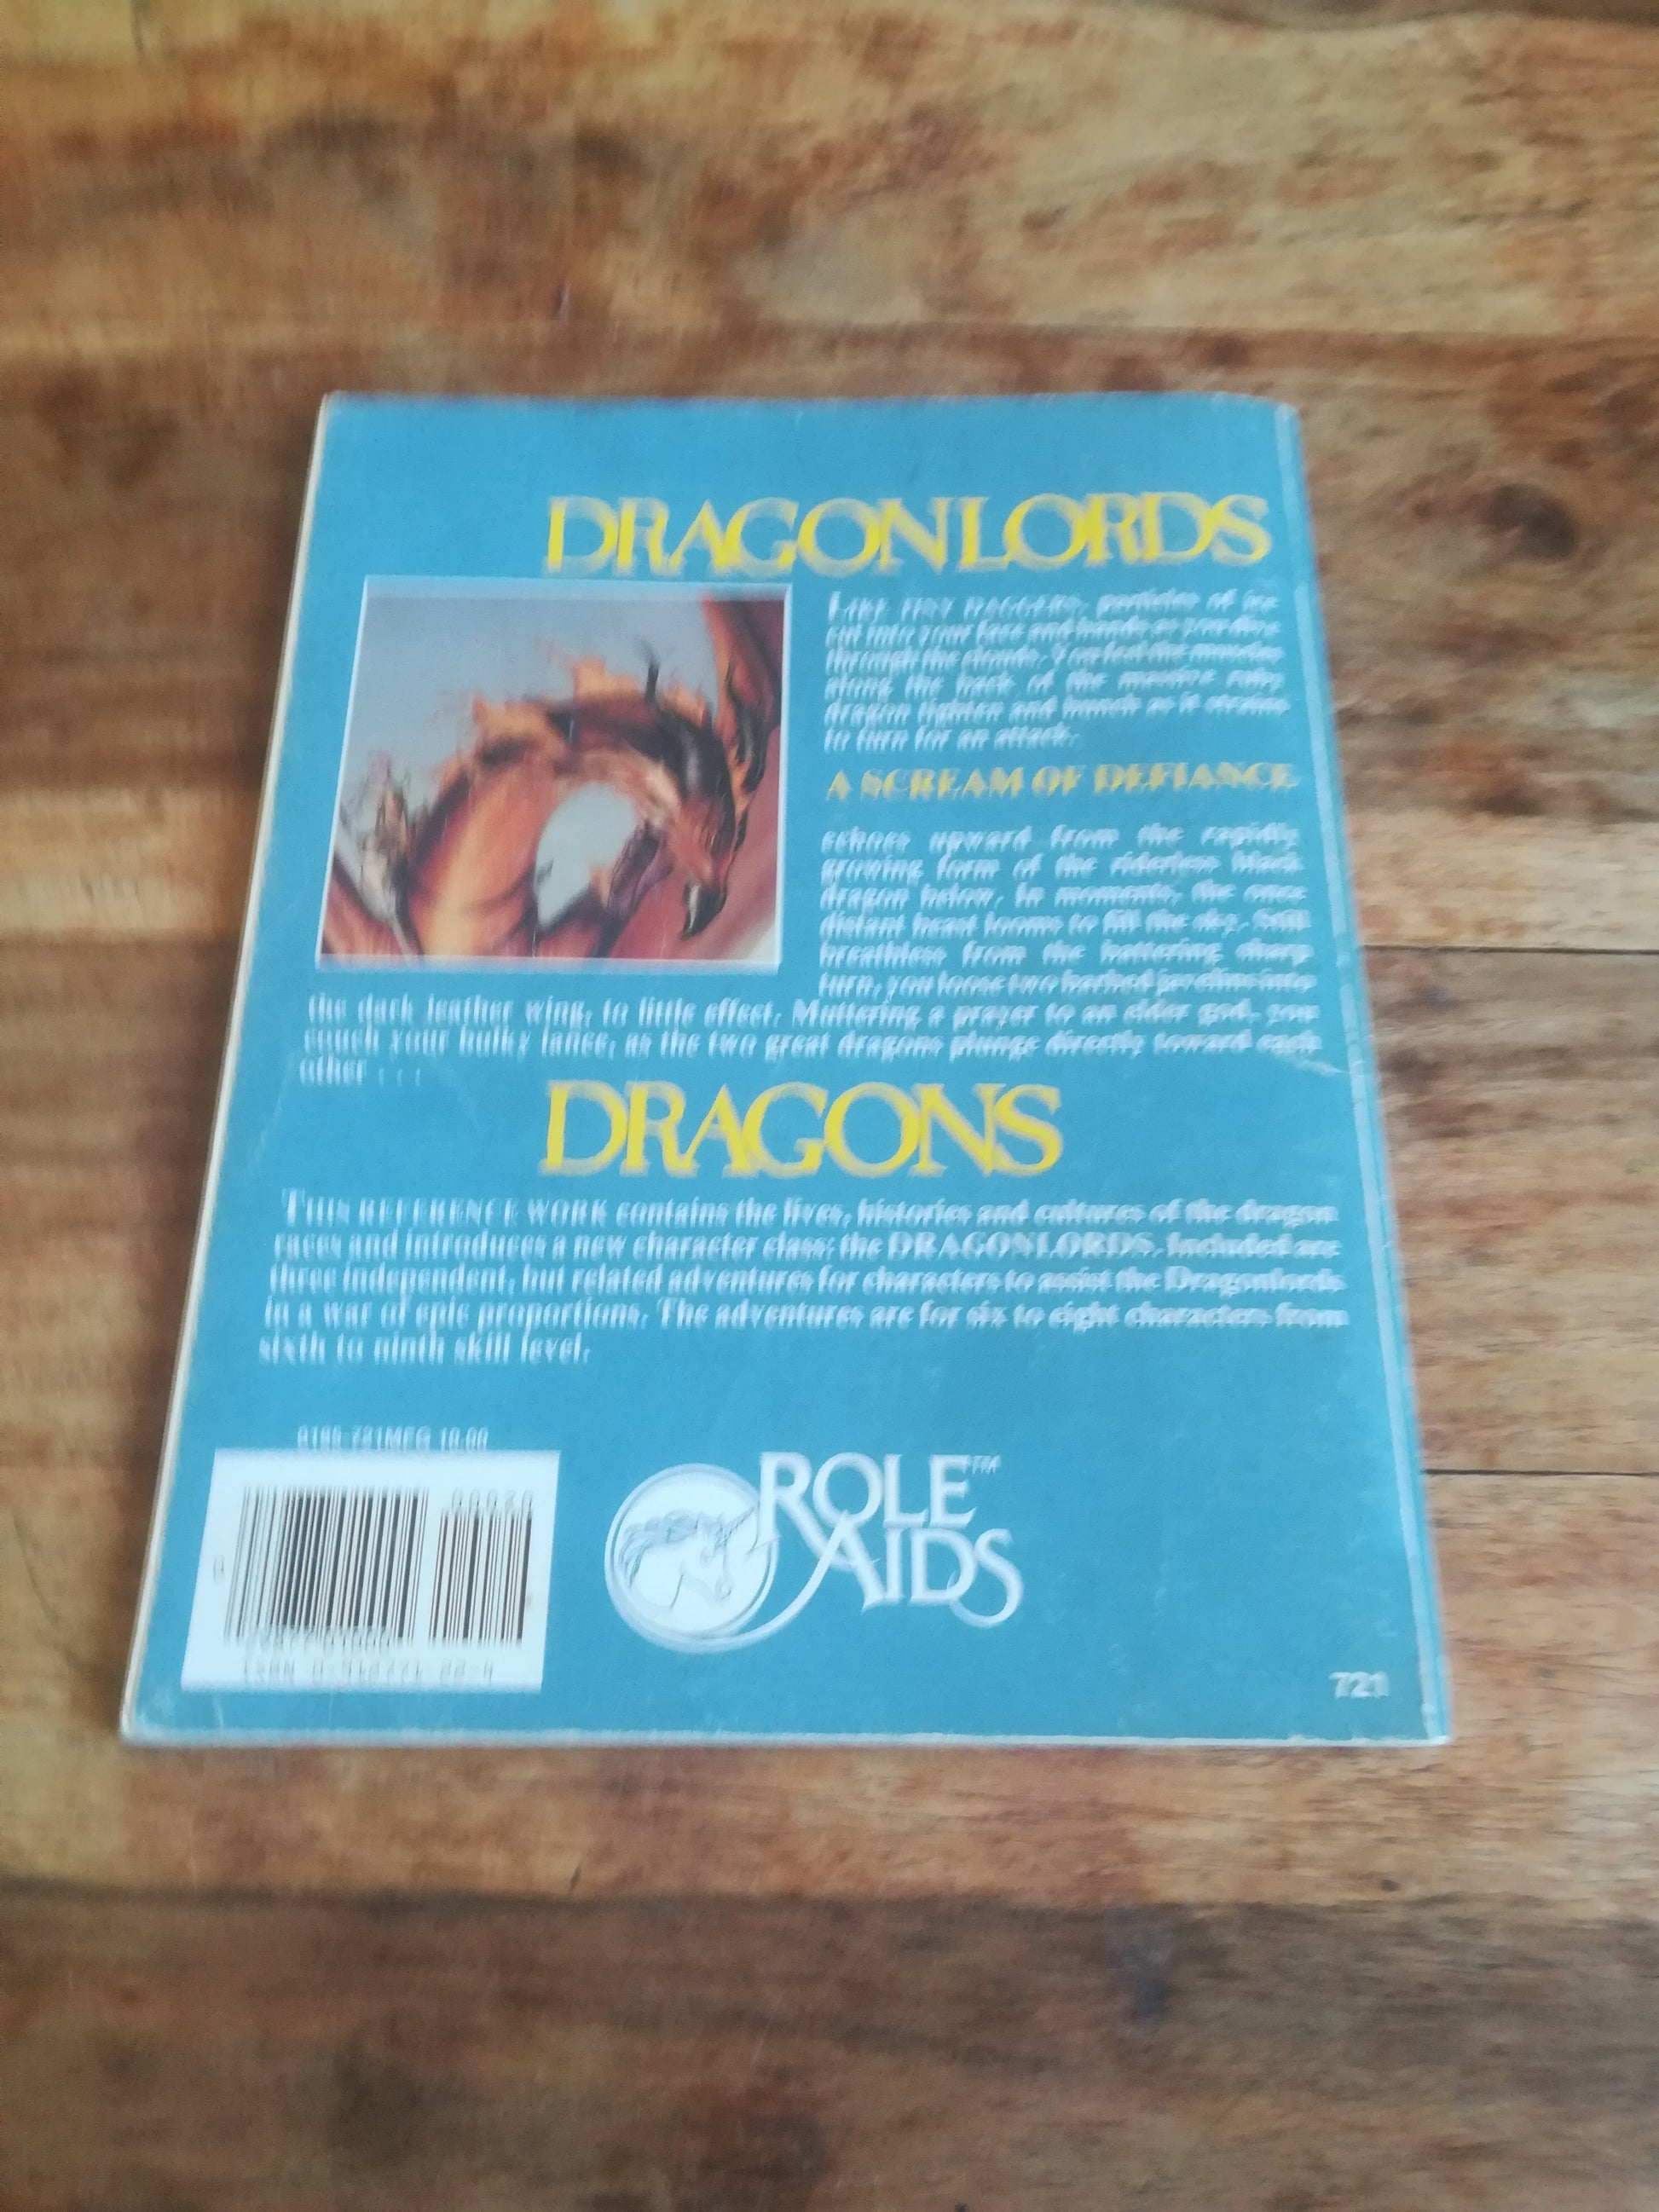 DRAGONLORDS
LIKE TINY DAGGERS, particles of ice
cut into your face and hands as you dive
through the clouds. You feel the muscles
along the back of the massive ruby
dragon tighten and bunch as it strains
to turn for an attack.
A SCREAM OF DEFIANCE
echoes upward from the rapidly
growing form of the riderless black
dragon below. In moments, the once
distant beast looms to fill the sky. Still
breathless from the battering sharp
turn, you loose two barbed javelins into
the dark leather wing, to little effect. Muttering a prayer to an elder god, you
couch your bulky lance, as the two great dragons plunge directly toward each
other . . .
DRAGONS
THIS REFERENCE WORK contains the lives, histories and cultures of the dragon
races and introduces a new character class: the DRAGONLORDS. Included are
three independent, but related adventures for characters to assist the Dragonlords
in a war of epic proportions. The adventures are for six to eight characters from
sixth to ninth skill level.
721MFG 10.00
ROLE™
AIDS
ISBN
721